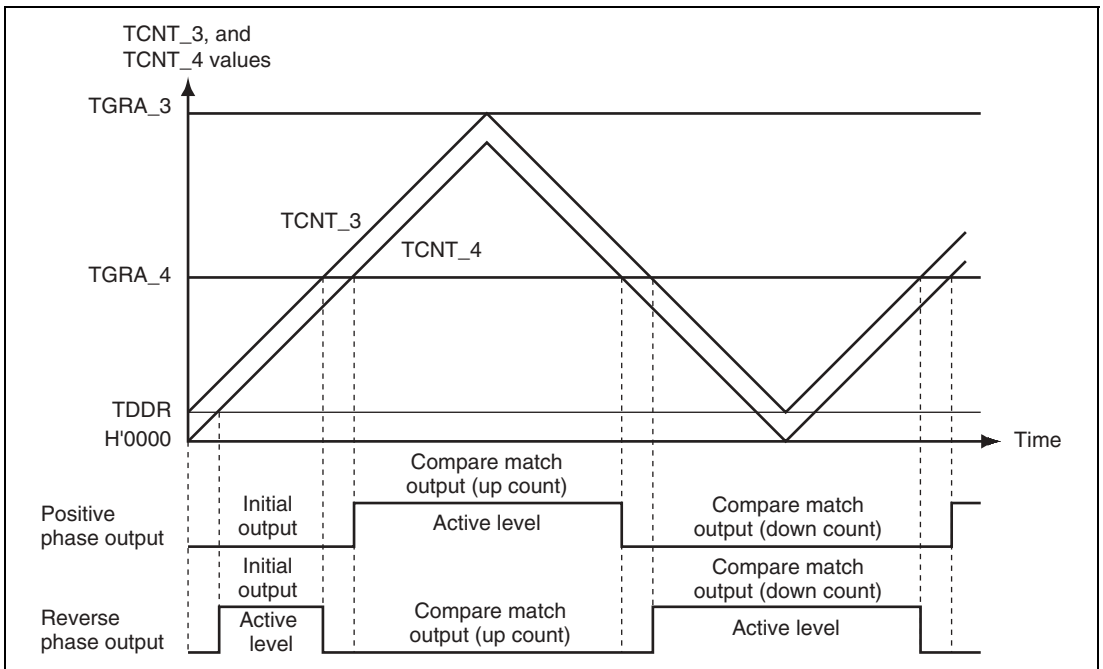 TCNT_3, and
TCNT_4 values
TGRA_3
TCNT_3
TCNT_4
TGRA_4
TDDR
H'0000
Time
Compare match
output (up count)
Positive
phase output
Initial
output
Active level
Compare match
output (down count)
Initial
output
Compare match
output (down count)
Reverse
phase output
Active
level
Compare match
output (up count)
Active level